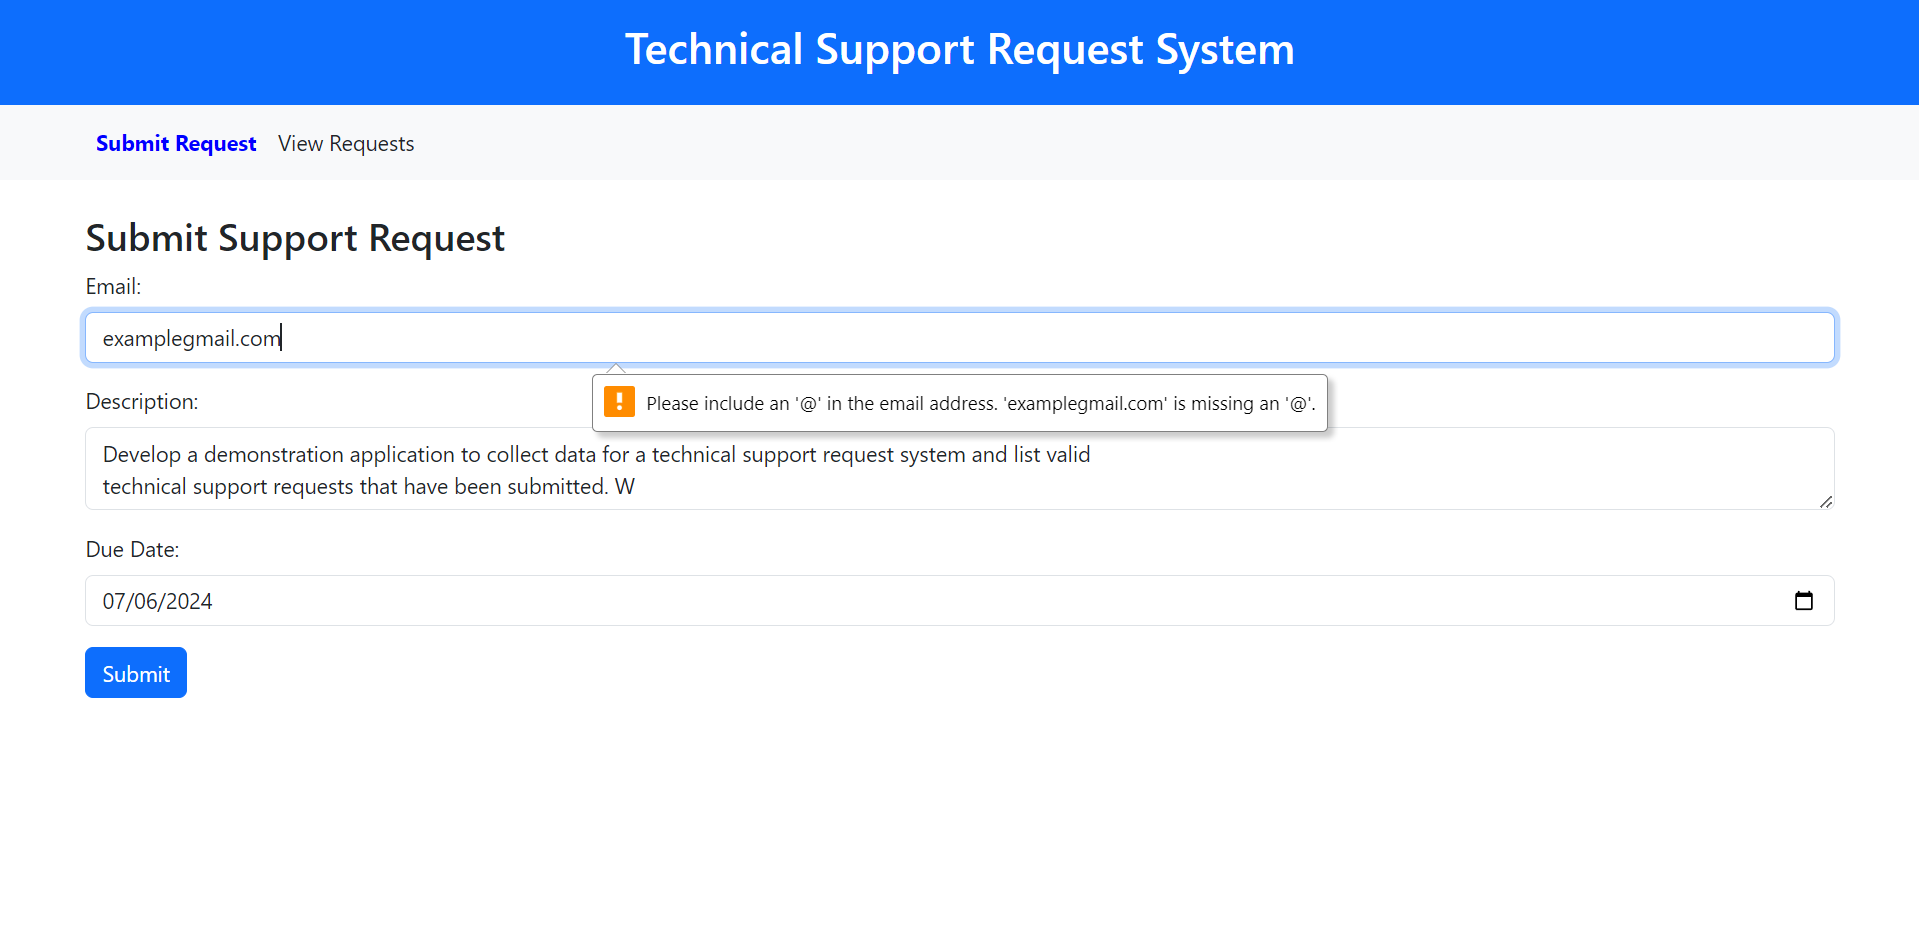 Technical Support Request System
Submit Request View Requests
Submit Support Request
Email:
examplegmail.com
Please include an '@' in the email address. 'examplegmail.com' is missing an '@'.
Description:
Develop a demonstration application to collect data for a technical support request system and list valid
technical support requests that have been submitted. W
Due Date:
07/06/2024
Submit